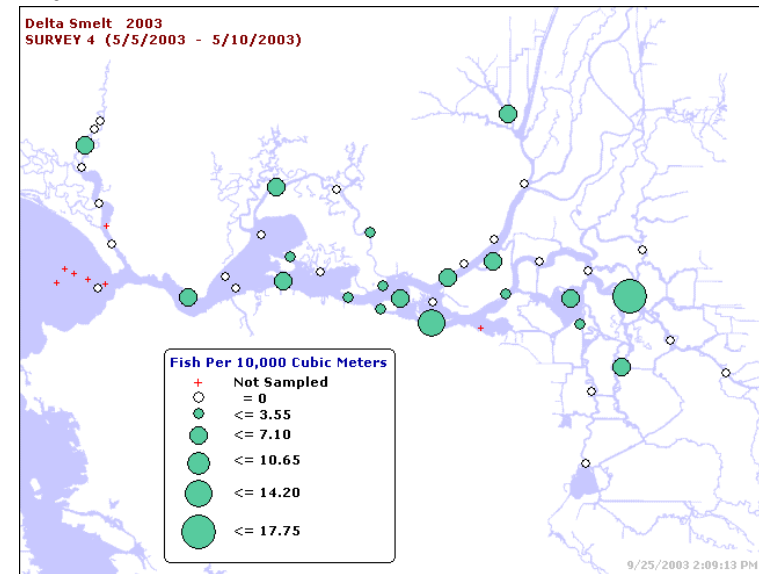 Delta Smelt 2003
SURVEY 4 (5/5/2003 - 5/10/2003)
Fish Per 10,000 Cubic Meters
Not Sampled
= 0
<= 3.55
<= 7.10
<= 10.65
<= 14.20
<= 17.75
9/25/2003 2:09:13 PM